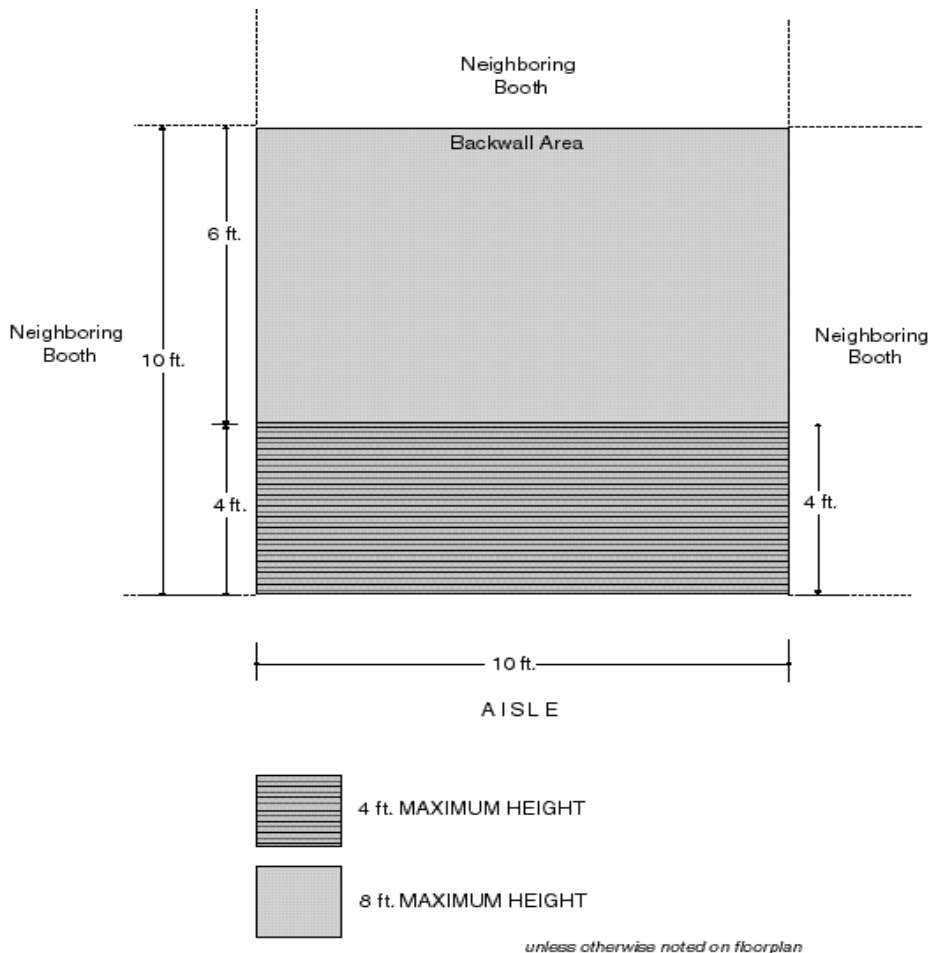 Neighboring
Booth
Backwall Area
6 ft.
Neighboring
Booth
10 ft.
Neighboring
Booth
4 ft.
4 ft.
10 ft.
AISLE
4 ft. MAXIMUM HEIGHT
8 ft. MAXIMUM HEIGHT
unless otherwise noted on floorplan